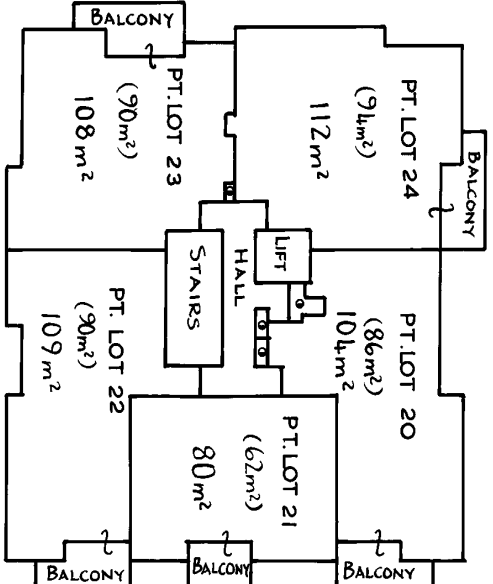 BALCONY
PT. LOT 23
(90m²)
108m²
PT. LOT 24
(94m²)
112m²
BALCONY
LIFT
HALL
STAIRS
PT. LOT 22
(90m²)
109m²
PT. LOT 20
(86m²)
104m²
PT. LOT 21
(62m²)
80m²
BALCONY
BALCONY
BALCONY